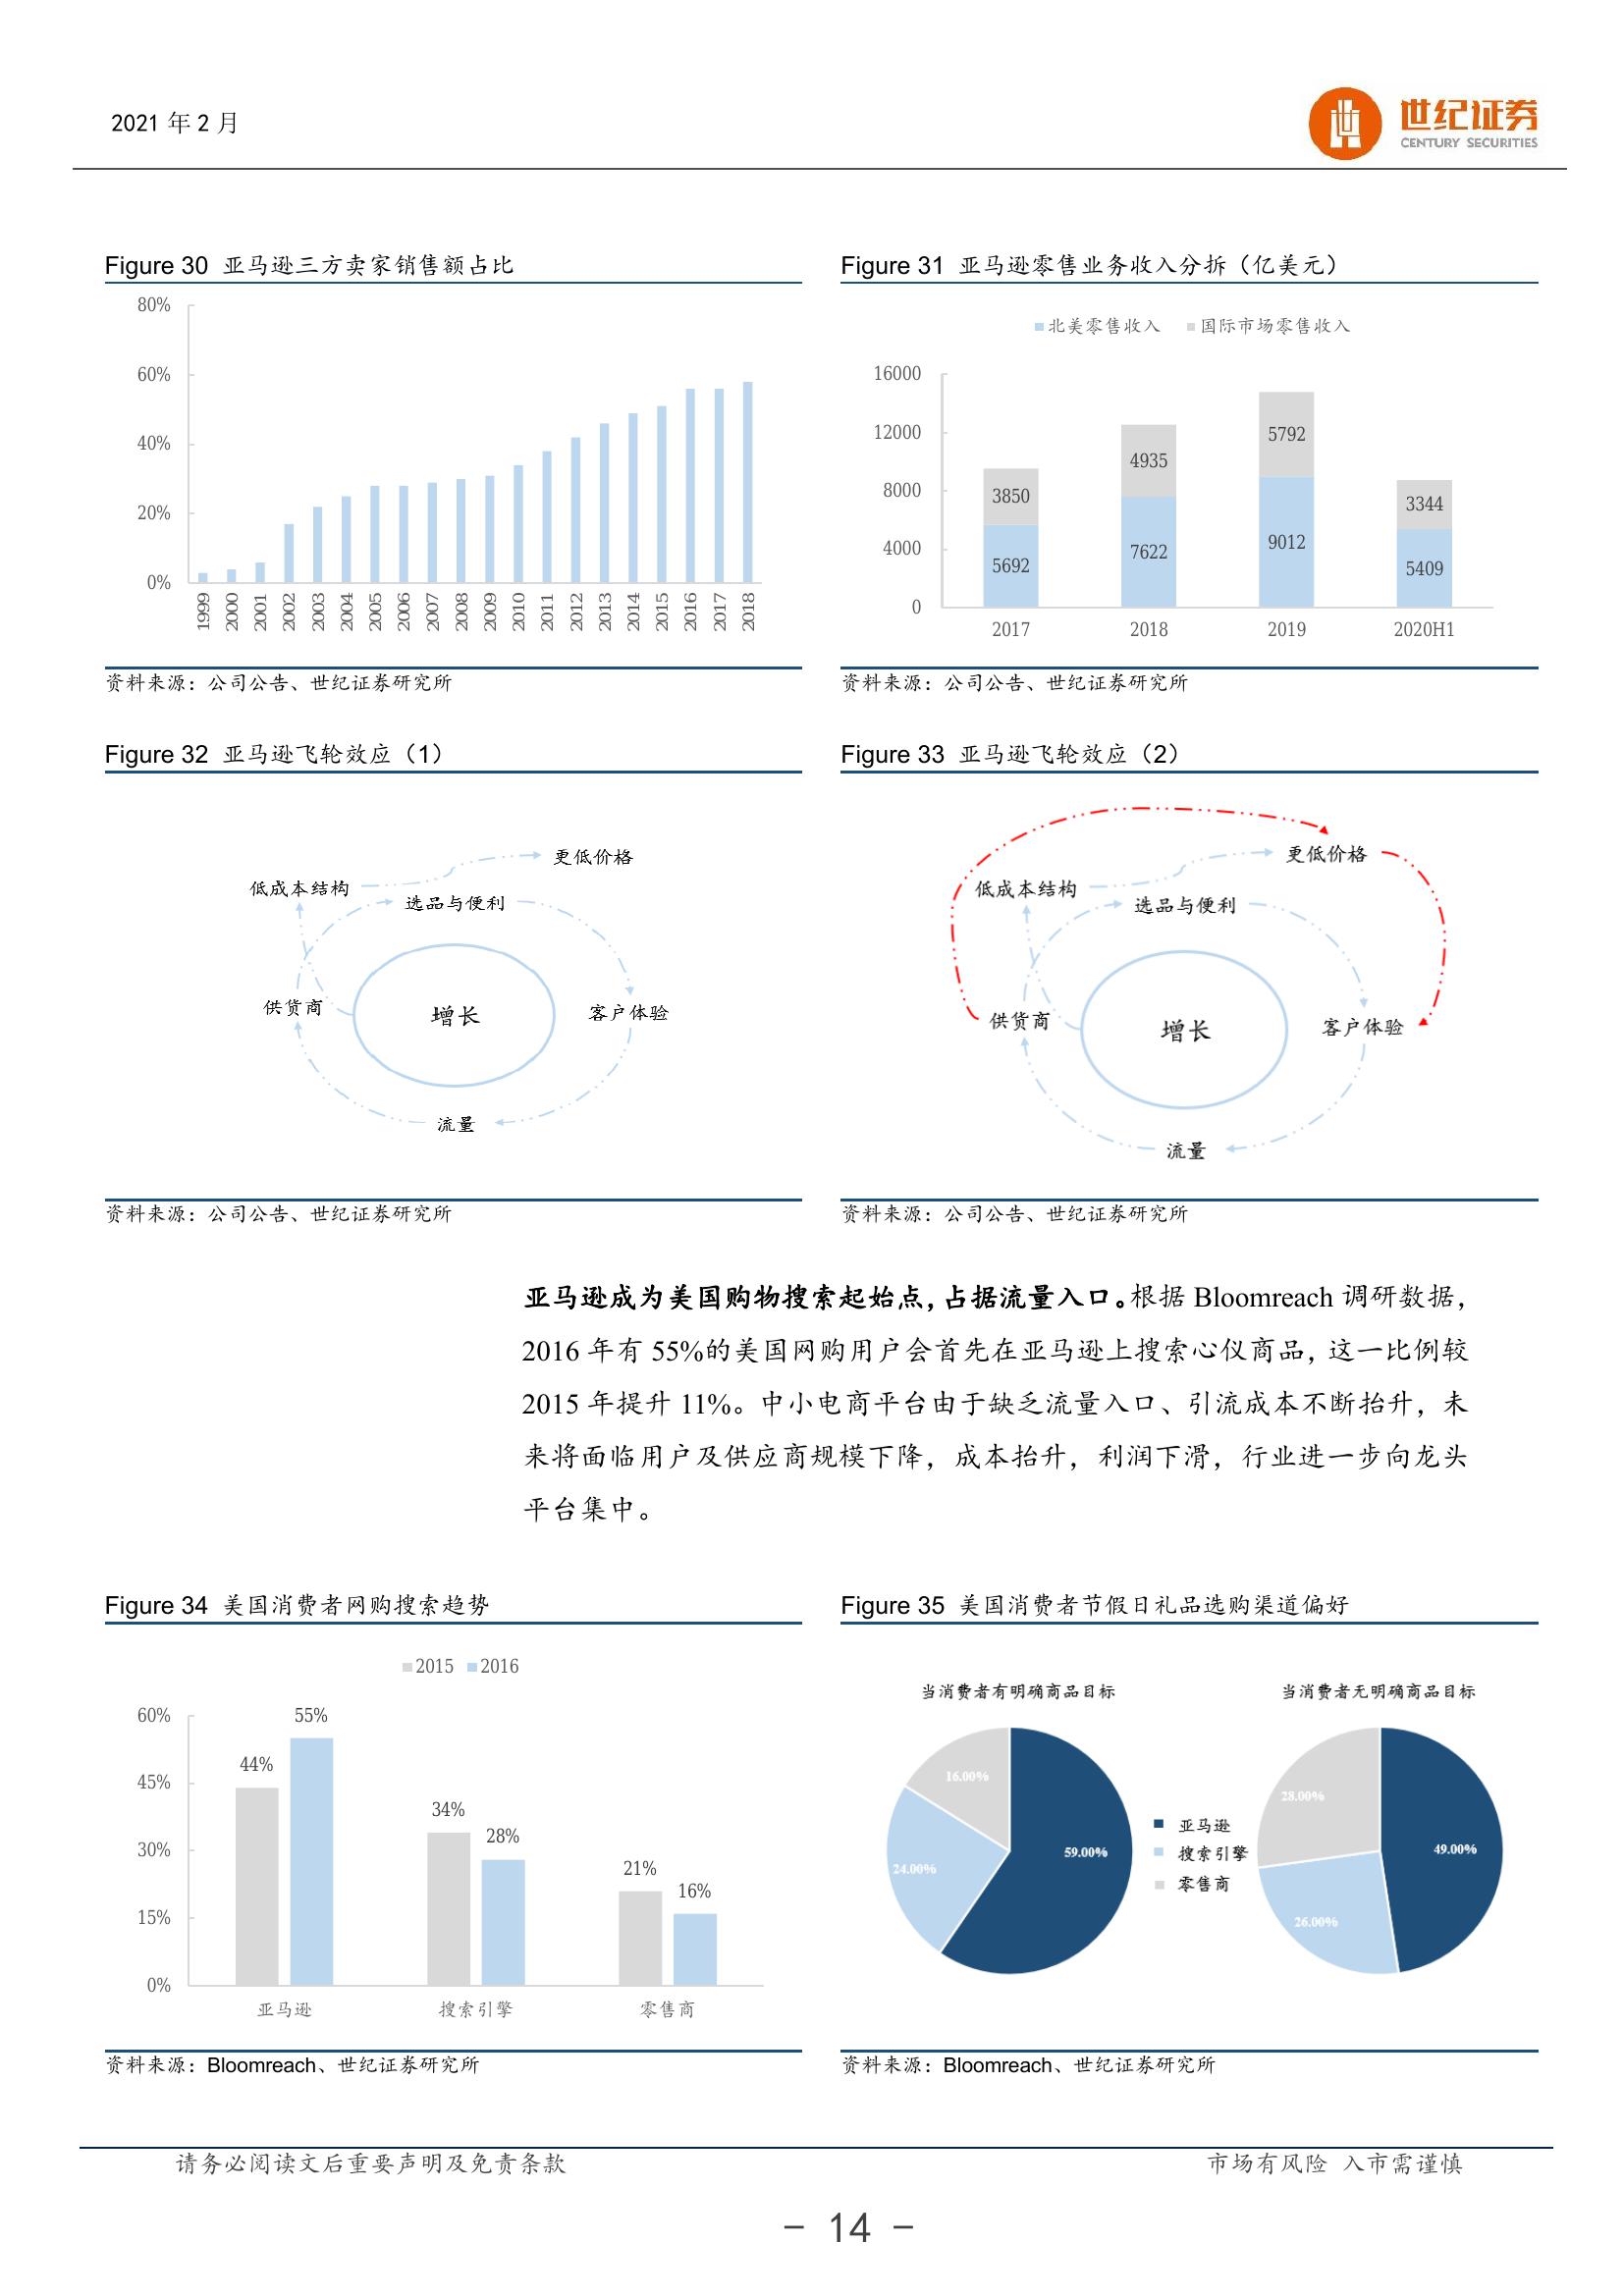 2021 年 2 月
世纪证券
CENTURY SECURITIES
Figure 30 亚马逊三方卖家销售额占比
80%
60%
40%
20%
0%
1999 2000 2001 2002 2003 2004 2005 2006 2007 2008 2009 2010 2011 2012 2013 2014 2015 2016 2017 2018
资料来源：公司公告、世纪证券研究所
Figure 31 亚马逊零售业务收入分拆（亿美元）
北美零售收入 国际市场零售收入
16000
12000
8000
4000
0
3850 4935 5792 3344
5692 7622 9012 5409
2017 2018 2019 2020H1
资料来源：公司公告、世纪证券研究所
Figure 32 亚马逊飞轮效应（1）
更低价格
低成本结构
选品与便利
供货商
增长
客户体验
流量
资料来源：公司公告、世纪证券研究所
Figure 33 亚马逊飞轮效应（2）
更低价格
低成本结构
选品与便利
供货商
增长
客户体验
流量
资料来源：公司公告、世纪证券研究所
亚马逊成为美国购物搜索起始点，占据流量入口。根据 Bloomreach 调研数据，
2016 年有 55%的美国网购用户会首先在亚马逊上搜索心仪商品，这一比例较
2015 年提升 11%。中小电商平台由于缺乏流量入口、引流成本不断抬升，未
来将面临用户及供应商规模下降，成本抬升，利润下滑，行业进一步向龙头
平台集中。
Figure 34 美国消费者网购搜索趋势
2015 2016
60%
45%
30%
15%
0%
44% 55%
34% 28%
21% 16%
亚马逊 搜索引擎 零售商
资料来源：Bloomreach、世纪证券研究所
Figure 35 美国消费者节假日礼品选购渠道偏好
当消费者有明确商品目标
16.00%
59.00%
24.00%
亚马逊
搜索引擎
零售商
当消费者无明确商品目标
28.00%
49.00%
26.00%
资料来源：Bloomreach、世纪证券研究所
请务必阅读文后重要声明及免责条款
市场有风险 入市需谨慎
- 14 -